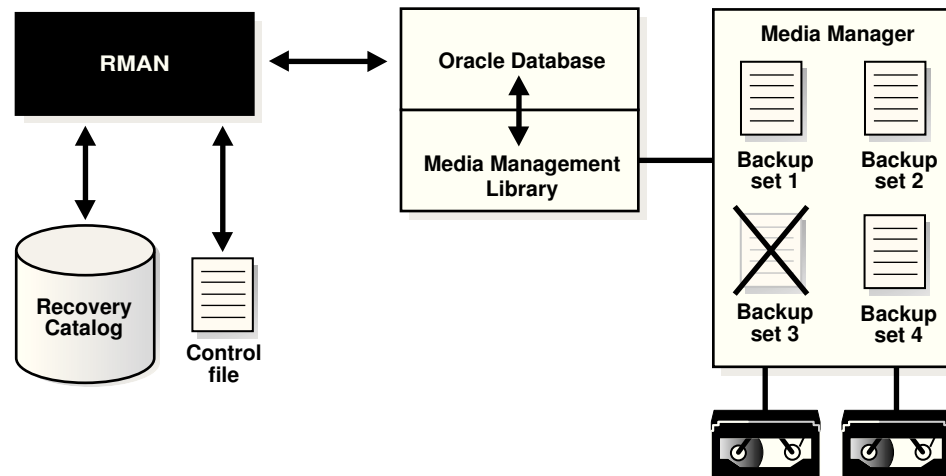 RMAN
Oracle Database
Media Management
Library
Media Manager
Backup
set 1
Backup
set 2
Backup
set 3
Backup
set 4
Recovery
Catalog
Control
file